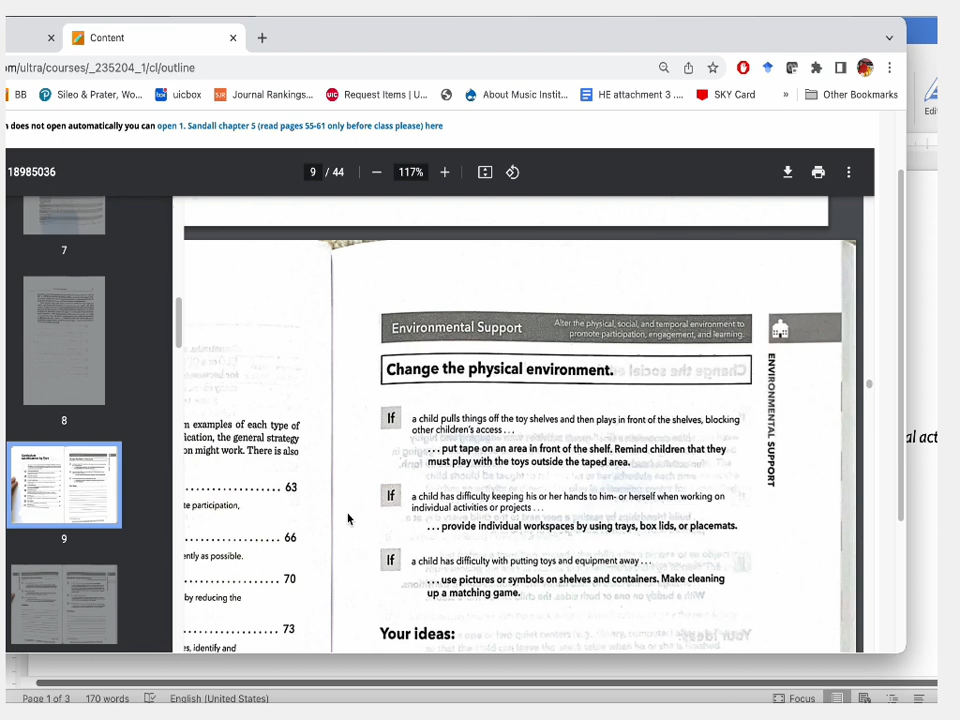 Content
m/ultra/courses/_235204_1/cl/outline
BB
Sileo & Prater, Wo...
uicbox
Journal Rankings...
Request Items | U...
About Music Instit...
HE attachment 3 ....
SKY Card
»
Other Bookmarks
Edi
n does not open automatically you can open 1. Sandall chapter 5 (read pages 55-61 only before class please) here
18985036
9 / 44
117%
7
8
9
m examples of each type of
ication, the general strategy
on might work. There is also
63
te participation,
66
ently as possible.
70
by reducing the
73
es, identify and
Environmental Support
Alter the physical, social, and temporal environment to
promote participation, engagement, and learning.
Change the physical environment.
If a child pulls things off the toy shelves and then plays in front of the shelves, blocking
other children's access . . .
. . . put tape on an area in front of the shelf. Remind children that they
must play with the toys outside the taped area.
If a child has difficulty keeping his or her hands to him- or herself when working on
individual activities or projects . . .
. . . provide individual workspaces by using trays, box lids, or placemats.
If a child has difficulty with putting toys and equipment away . . .
. . . use pictures or symbols on shelves and containers. Make cleaning
up a matching game.
Your ideas:
ENVIRONMENTAL SUPPORT
al act
Page 1 of 3
170 words
English (United States)
Focus